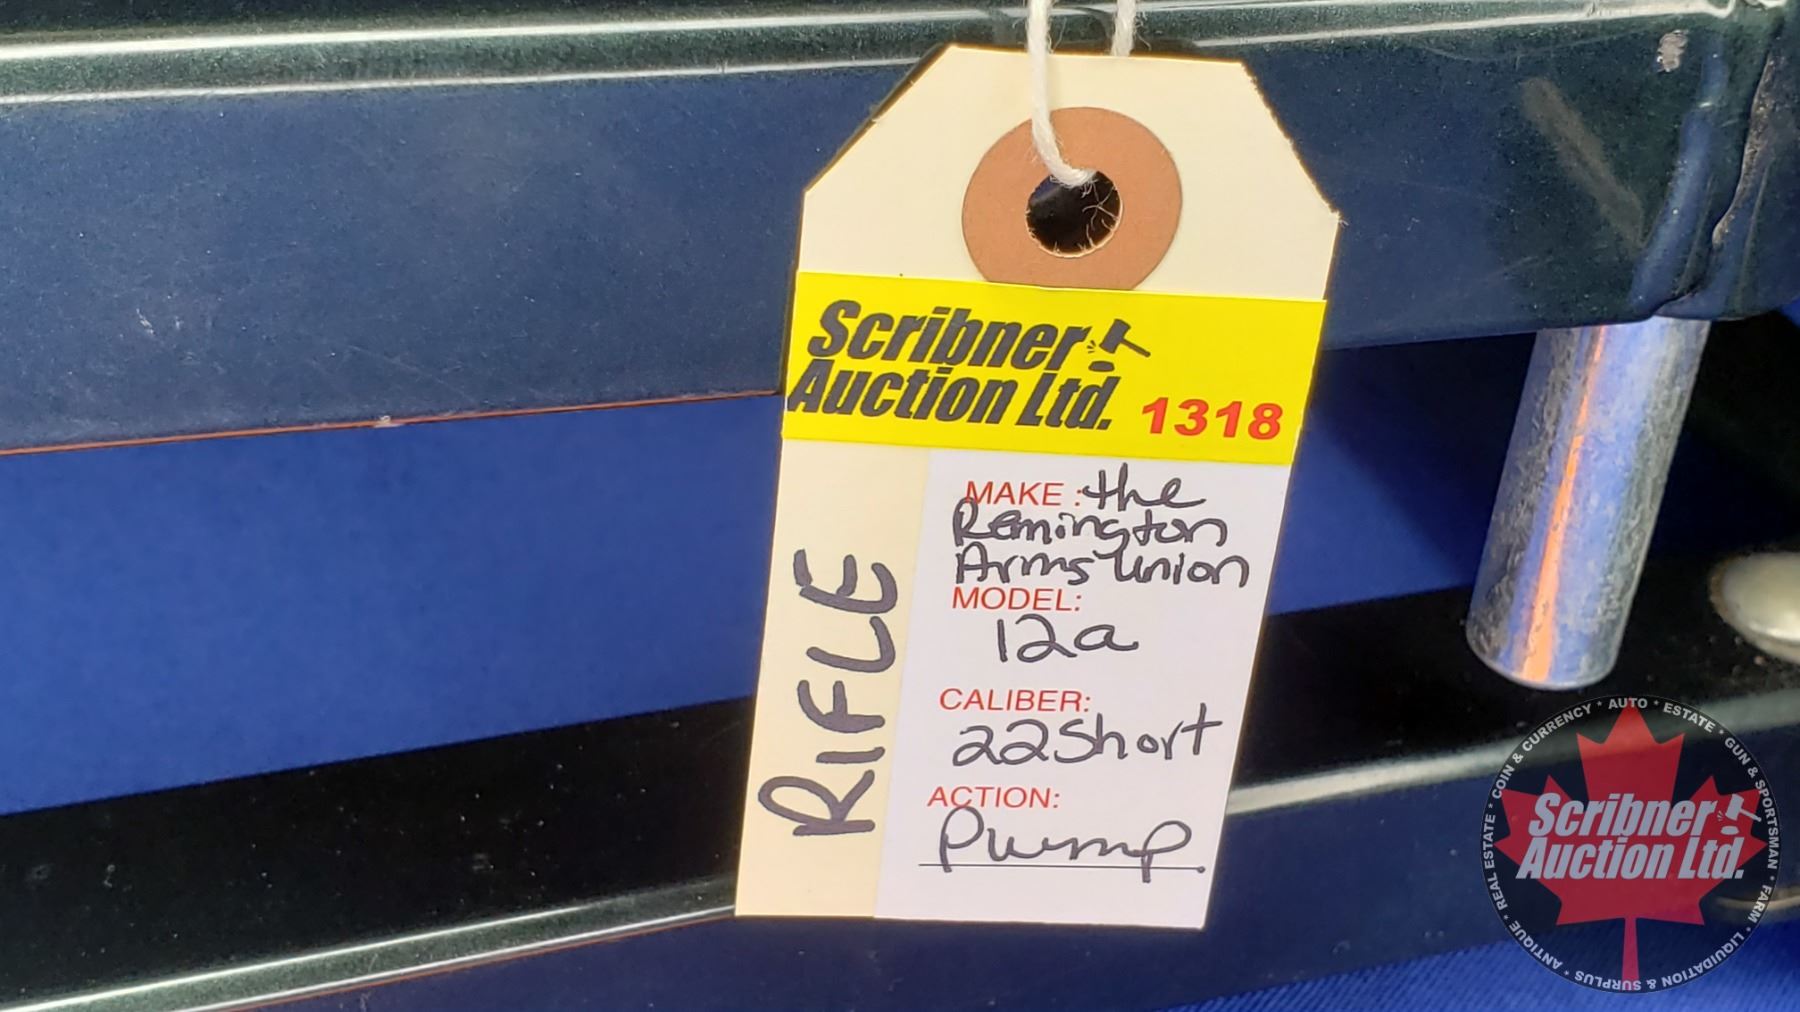 Scribner
Auction Ltd. 1318
MAKE: the
Remington
Arms Union
MODEL:
12a
CALIBER:
22Short
ACTION:
Pump
RIFLE
Scribner
Auction Ltd.
ANTIQUE * REAL ESTATE * COIN & CURRENCY * AUTO * ESTATE * GUN & SPORTSMAN * FARM * LIQUIDATION & SURPLUS *